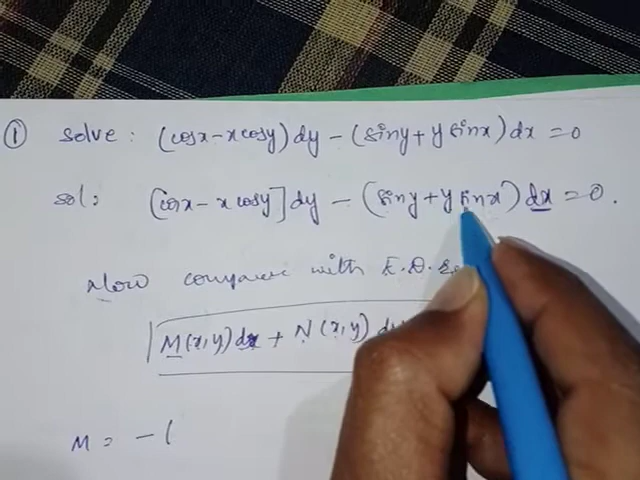 ① Solve : (cosx - x cosy) dy - (siny + y sinx) dx = 0
sol : (cosx - x cosy] dy - (siny + y sinx) dx = 0.
Now compare with E.D.
M(x,y) dx + N(x,y)
M = - (